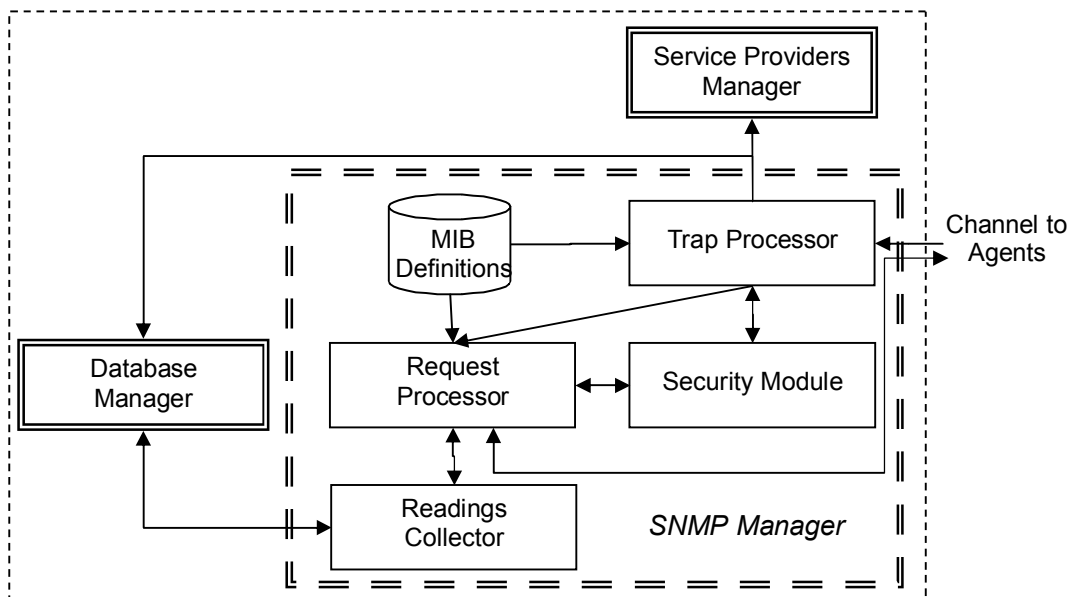 Service Providers
Manager
MIB
Definitions
Trap Processor
Channel to
Agents
Database
Manager
Request
Processor
Security Module
Readings
Collector
SNMP Manager